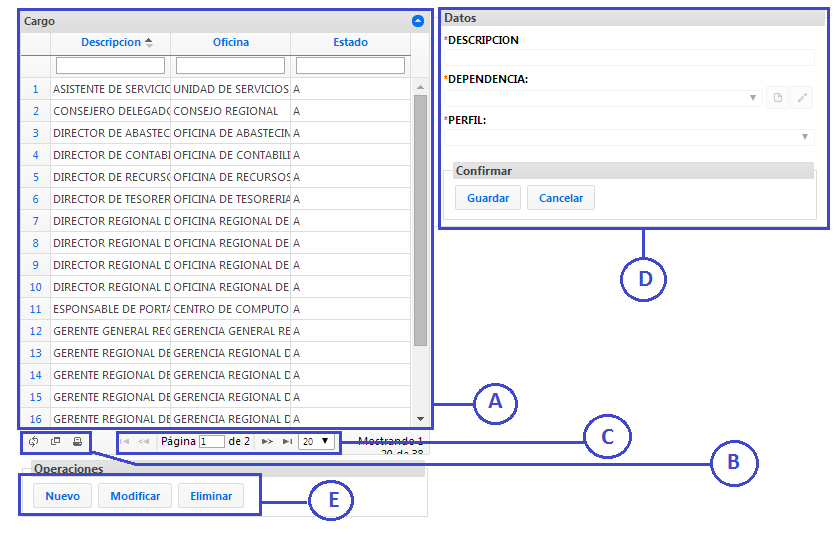 Cargo
Descripcion Oficina Estado
1 ASISTENTE DE SERVICIO UNIDAD DE SERVICIOS A
2 CONSEJERO DELEGADO CONSEJO REGIONAL A
3 DIRECTOR DE ABASTEC OFICINA DE ABASTECIM A
4 DIRECTOR DE CONTABI OFICINA DE CONTABILI A
5 DIRECTOR DE RECURSO OFICINA DE RECURSOS A
6 DIRECTOR DE TESORER OFICINA DE TESORERIA A
7 DIRECTOR REGIONAL D OFICINA REGIONAL DE A
8 DIRECTOR REGIONAL D OFICINA REGIONAL DE A
9 DIRECTOR REGIONAL D OFICINA REGIONAL DE A
10 DIRECTOR REGIONAL D OFICINA REGIONAL DE A
11 ESPONSABLE DE PORTA CENTRO DE COMPUTO A
12 GERENTE GENERAL REG GERENCIA GENERAL RE A
13 GERENTE REGIONAL DE GERENCIA REGIONAL D A
14 GERENTE REGIONAL DE GERENCIA REGIONAL D A
15 GERENTE REGIONAL DE GERENCIA REGIONAL D A
16 GERENTE REGIONAL DE GERENCIA REGIONAL D A
Página 1 de 2 20 Mostrando 1
20 de 38
Operaciones
Nuevo Modificar Eliminar
Datos
*DESCRIPCION
*DEPENDENCIA:
*PERFIL:
Confirmar
Guardar Cancelar
D
A
C
B
E